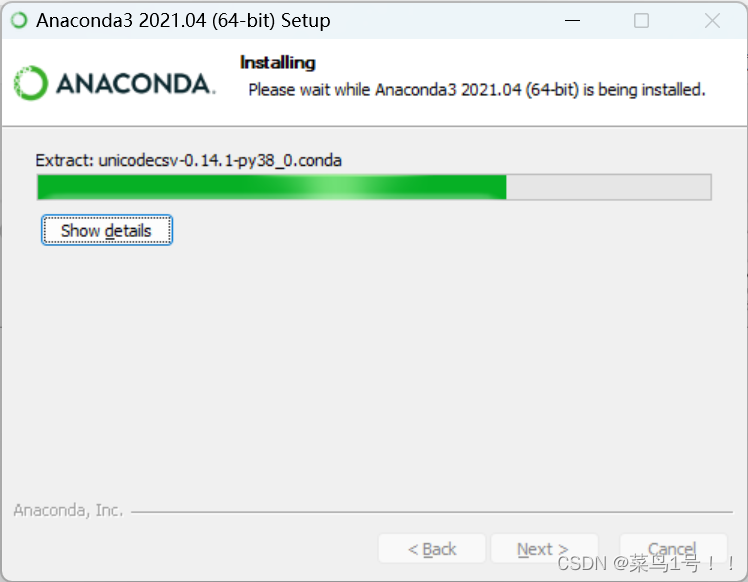 Anaconda3 2021.04 (64-bit) Setup
ANACONDA.
Installing
Please wait while Anaconda3 2021.04 (64-bit) is being installed.
Extract: unicodecsv-0.14.1-py38_0.conda
Show details
Anaconda, Inc.
< Back Next > Cancel
CSDN @菜鸟1号！！